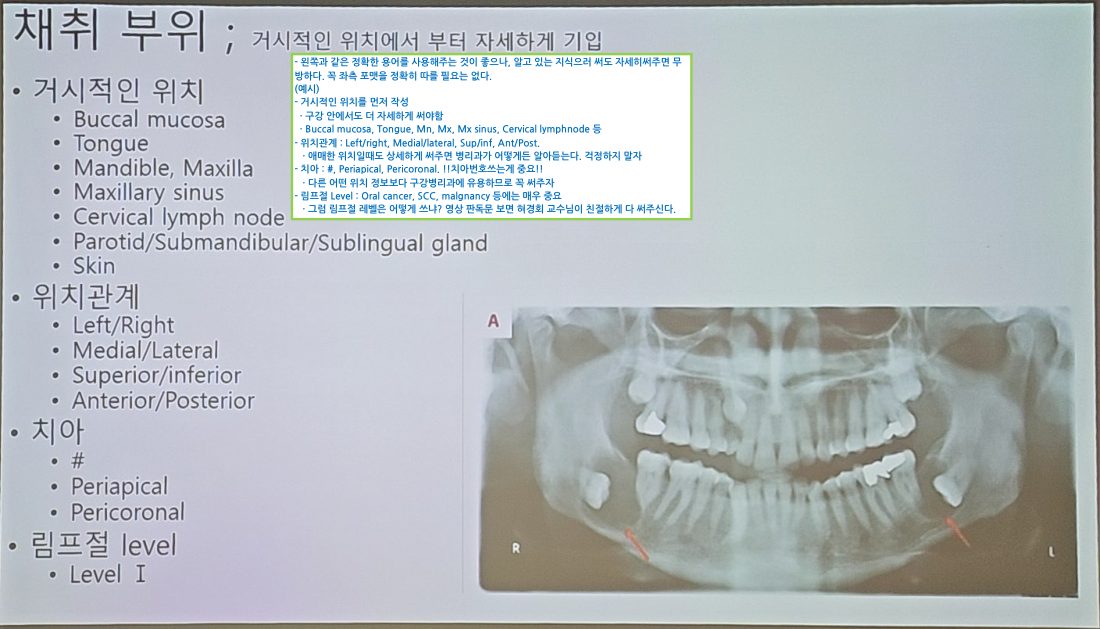 채취 부위 ; 거시적인 위치에서 부터 자세하게 기입
- 왼쪽과 같은 정확한 용어를 사용해주는 것이 좋으나, 알고 있는 지식으러 써도 자세히써주면 무
방하다. 꼭 좌측 포맷을 정확히 따를 필요는 없다.
(예시)
- 거시적인 위치를 먼저 작성
· 구강 안에서도 더 자세하게 써야함
· Buccal mucosa, Tongue, Mn, Mx, Mx sinus, Cervical lymphnode 등
- 위치관계 : Left/right, Medial/lateral, Sup/inf, Ant/Post.
· 애매한 위치일때도 상세하게 써주면 병리과가 어떻게든 알아듣는다. 걱정하지 말자
- 치아 : #, Periapical, Pericoronal. !!치아번호쓰는게 중요!!
· 다른 어떤 위치 정보보다 구강병리과에 유용하므로 꼭 써주자
- 림프절 Level : Oral cancer, SCC, malgnancy 등에는 매우 중요
· 그럼 림프절 레벨은 어떻게 쓰냐? 영상 판독문 보면 허경회 교수님이 친절하게 다 써주신다.
• 거시적인 위치
• Buccal mucosa
• Tongue
• Mandible, Maxilla
• Maxillary sinus
• Cervical lymph node
• Parotid/Submandibular/Sublingual gland
• Skin
• 위치관계
• Left/Right
• Medial/Lateral
• Superior/inferior
• Anterior/Posterior
• 치아
• #
• Periapical
• Pericoronal
• 림프절 level
• Level I
A
R
L